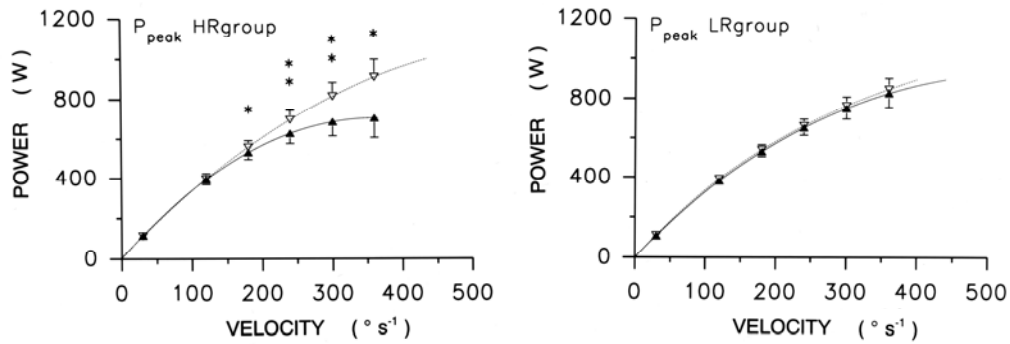 P_peak HRgroup
1200
800
400
0
POWER (W)
* * * * * *
0 100 200 300 400 500
VELOCITY (° s⁻¹)
P_peak LRgroup
1200
800
400
0
POWER (W)
0 100 200 300 400 500
VELOCITY (° s⁻¹)